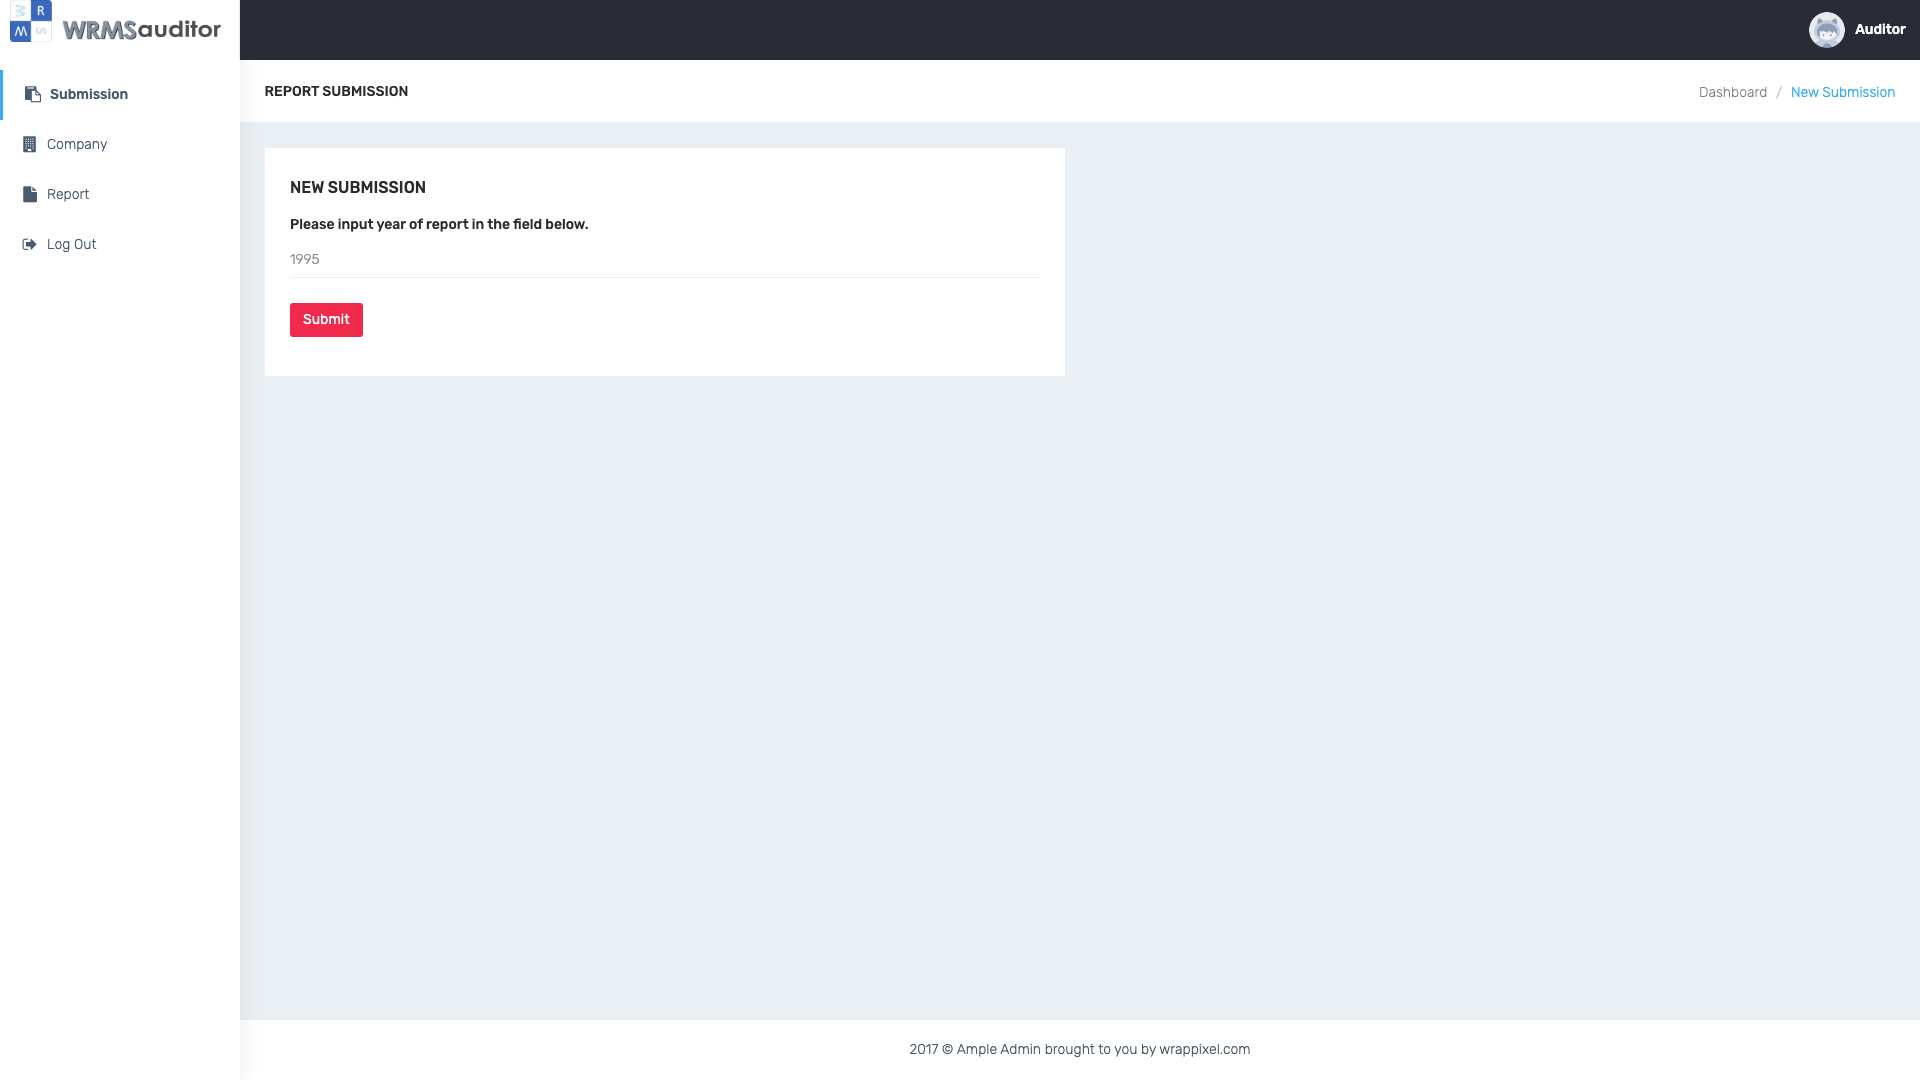 W R
M S
WRMSauditor
Auditor
Submission
Company
Report
Log Out
REPORT SUBMISSION
Dashboard / New Submission
NEW SUBMISSION
Please input year of report in the field below.
1995
Submit
2017 © Ample Admin brought to you by wrappixel.com